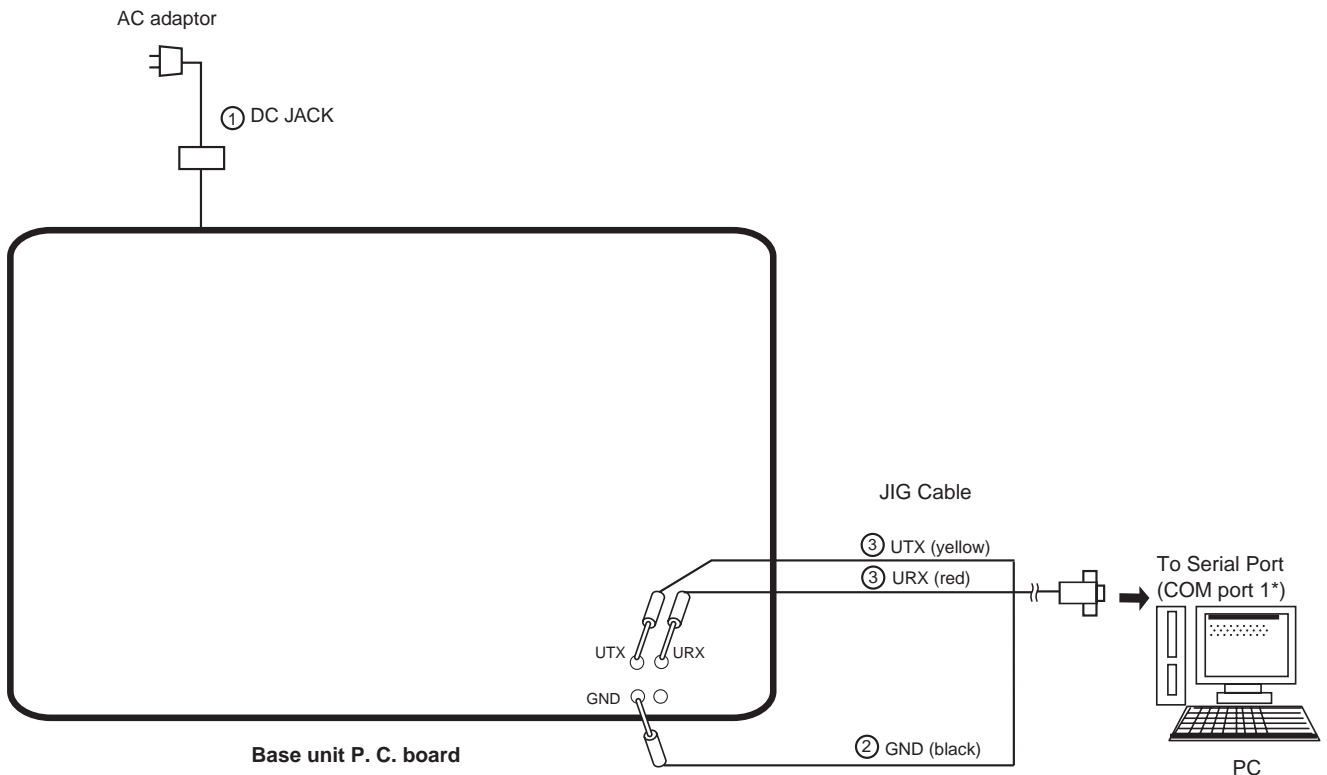 AC adaptor
① DC JACK
JIG Cable
③ UTX (yellow)
③ URX (red)
To Serial Port
(COM port 1*)
UTX URX
GND
② GND (black)
Base unit P. C. board
PC